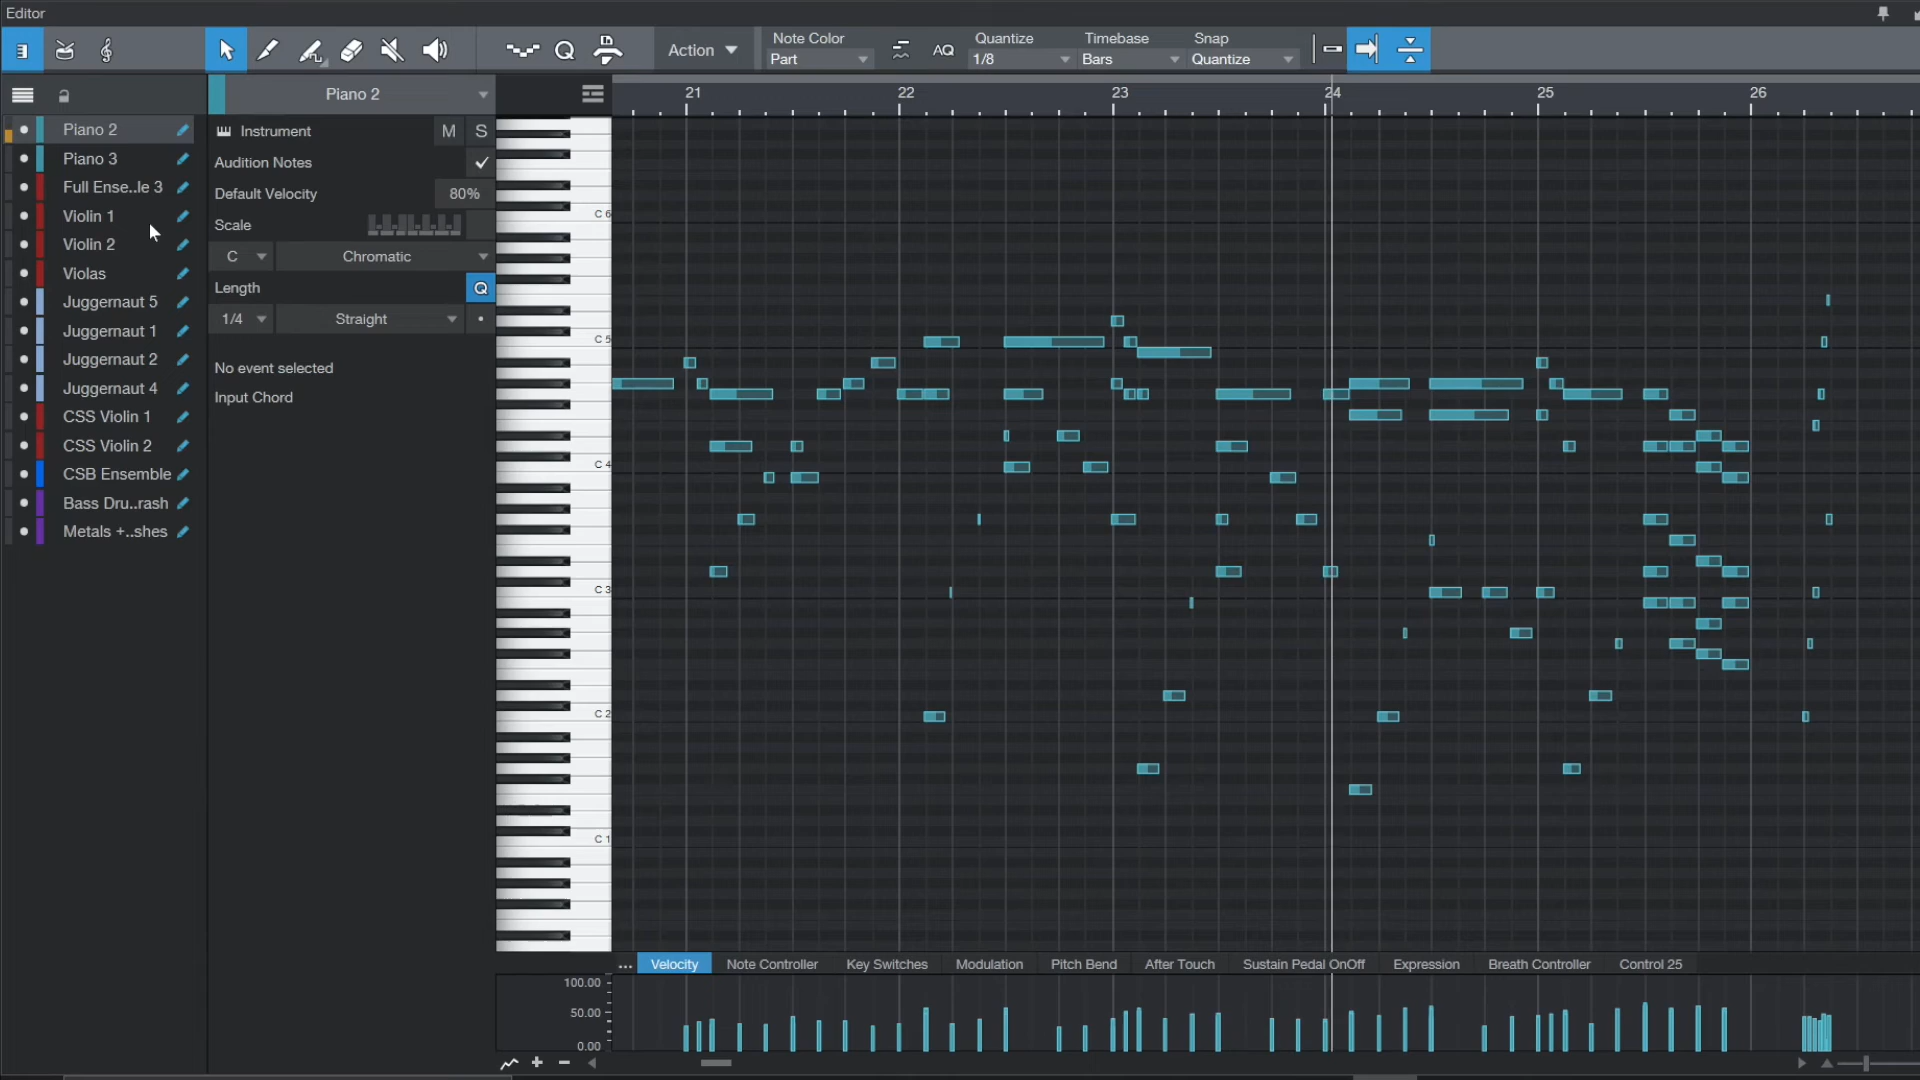 Editor
Action
Note Color
Part
AQ
Quantize
1/8
Timebase
Bars
Snap
Quantize
Piano 2
21
22
23
24
25
26
Piano 2
Piano 3
Full Ense..le 3
Violin 1
Violin 2
Violas
Juggernaut 5
Juggernaut 1
Juggernaut 2
Juggernaut 4
CSS Violin 1
CSS Violin 2
CSB Ensemble
Bass Dru..rash
Metals +..shes
Instrument
M
S
Audition Notes
Default Velocity
80%
Scale
C
Chromatic
Length
Q
1/4
Straight
No event selected
Input Chord
C 6
C 5
C 4
C 3
C 2
C 1
...
Velocity
Note Controller
Key Switches
Modulation
Pitch Bend
After Touch
Sustain Pedal OnOff
Expression
Breath Controller
Control 25
100.00
50.00
0.00